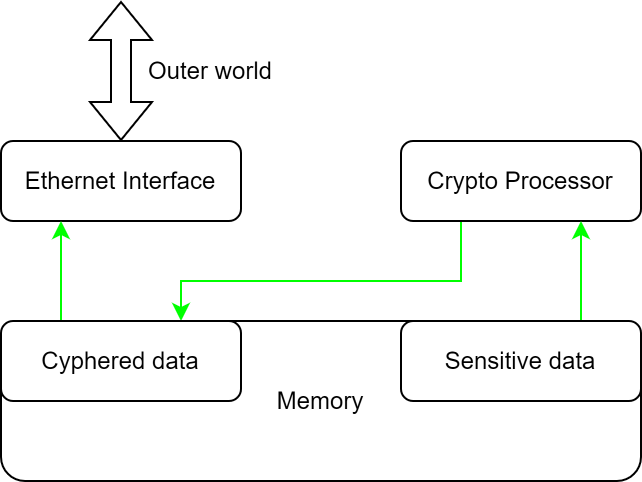 Outer world
Ethernet Interface
Crypto Processor
Cyphered data
Sensitive data
Memory